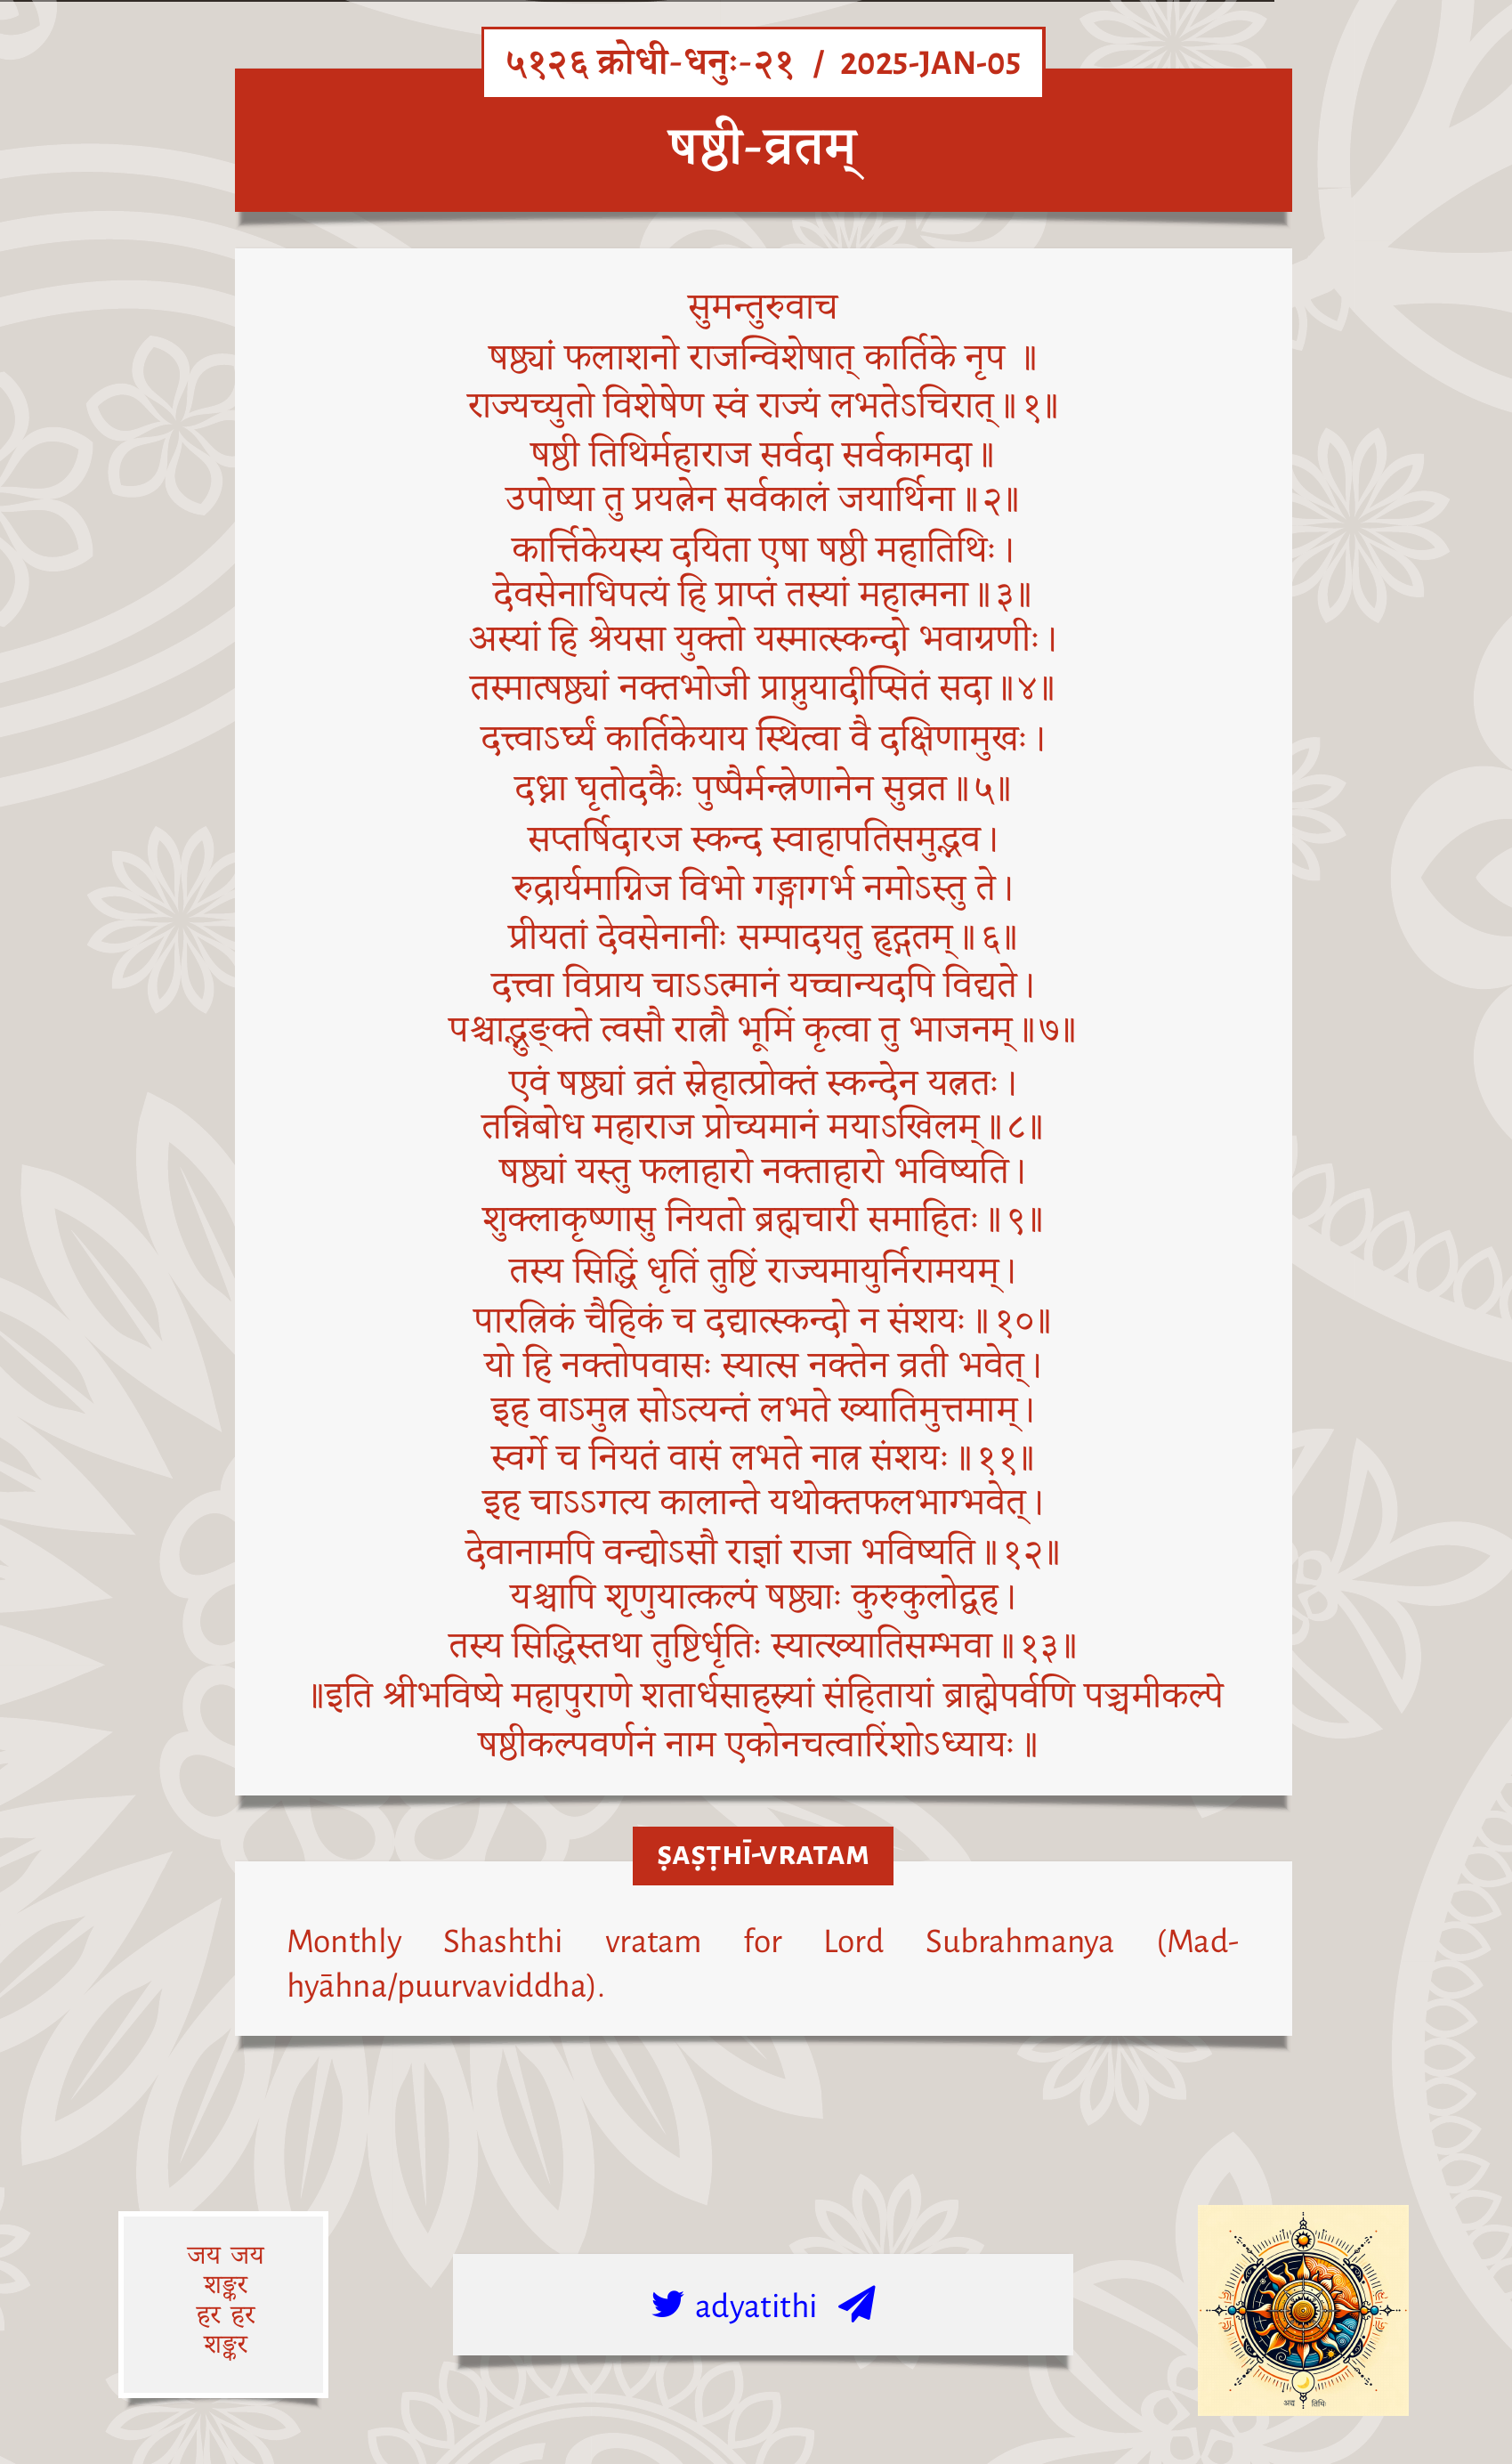 ५१२६ क्रोधी-धनुः-२१ / 2025-JAN-05
षष्ठी-व्रतम्
सुमन्तुरुवाच
षष्ठ्यां फलाशनो राजन्विशेषात् कार्तिके नृप ॥
राज्यच्युतो विशेषेण स्वं राज्यं लभतेऽचिरात्॥१॥
षष्ठी तिथिर्महाराज सर्वदा सर्वकामदा॥
उपोष्या तु प्रयत्नेन सर्वकालं जयार्थिना॥२॥
कार्त्तिकेयस्य दयिता एषा षष्ठी महातिथिः।
देवसेनाधिपत्यं हि प्राप्तं तस्यां महात्मना॥३॥
अस्यां हि श्रेयसा युक्तो यस्मात्स्कन्दो भवाग्रणीः।
तस्मात्षष्ठ्यां नक्तभोजी प्राप्नुयादीप्सितं सदा॥४॥
दत्त्वाऽर्घ्यं कार्तिकेयाय स्थित्वा वै दक्षिणामुखः।
दध्ना घृतोदकैः पुष्पैर्मन्त्रेणानेन सुव्रत॥५॥
सप्तर्षिदारज स्कन्द स्वाहापतिसमुद्भव।
रुद्रार्यमाग्निज विभो गङ्गागर्भ नमोऽस्तु ते।
प्रीयतां देवसेनानीः सम्पादयतु हृद्गतम्॥६॥
दत्त्वा विप्राय चाऽऽत्मानं यच्चान्यदपि विद्यते।
पश्चाद्भुङ्क्ते त्वसौ रात्रौ भूमिं कृत्वा तु भाजनम्॥७॥
एवं षष्ठ्यां व्रतं स्नेहात्प्रोक्तं स्कन्देन यत्नतः।
तन्निबोध महाराज प्रोच्यमानं मयाऽखिलम्॥८॥
षष्ठ्यां यस्तु फलाहारो नक्ताहारो भविष्यति।
शुक्लाकृष्णासु नियतो ब्रह्मचारी समाहितः॥९॥
तस्य सिद्धिं धृतिं तुष्टिं राज्यमायुर्निरामयम्।
पारत्रिकं चैहिकं च दद्यात्स्कन्दो न संशयः॥१०॥
यो हि नक्तोपवासः स्यात्स नक्तेन व्रती भवेत्।
इह वाऽमुत्र सोऽत्यन्तं लभते ख्यातिमुत्तमाम्।
स्वर्गे च नियतं वासं लभते नात्र संशयः॥११॥
इह चाऽऽगत्य कालान्ते यथोक्तफलभाग्भवेत्।
देवानामपि वन्द्योऽसौ राज्ञां राजा भविष्यति॥१२॥
यश्चापि शृणुयात्कल्पं षष्ठ्याः कुरुकुलोद्वह।
तस्य सिद्धिस्तथा तुष्टिर्धृतिः स्यात्ख्यातिसम्भवा॥१३॥
॥इति श्रीभविष्ये महापुराणे शतार्धसाहस्र्यां संहितायां ब्राह्मेपर्वणि पञ्चमीकल्पे
षष्ठीकल्पवर्णनं नाम एकोनचत्वारिंशोऽध्यायः॥
ṢAṢṬHĪ-VRATAM
Monthly Shashthi vratam for Lord Subrahmanya (Mad-
hyāhna/puurvaviddha).
जय जय
शङ्कर
हर हर
शङ्कर
adyatithi
अद्य तिथिः